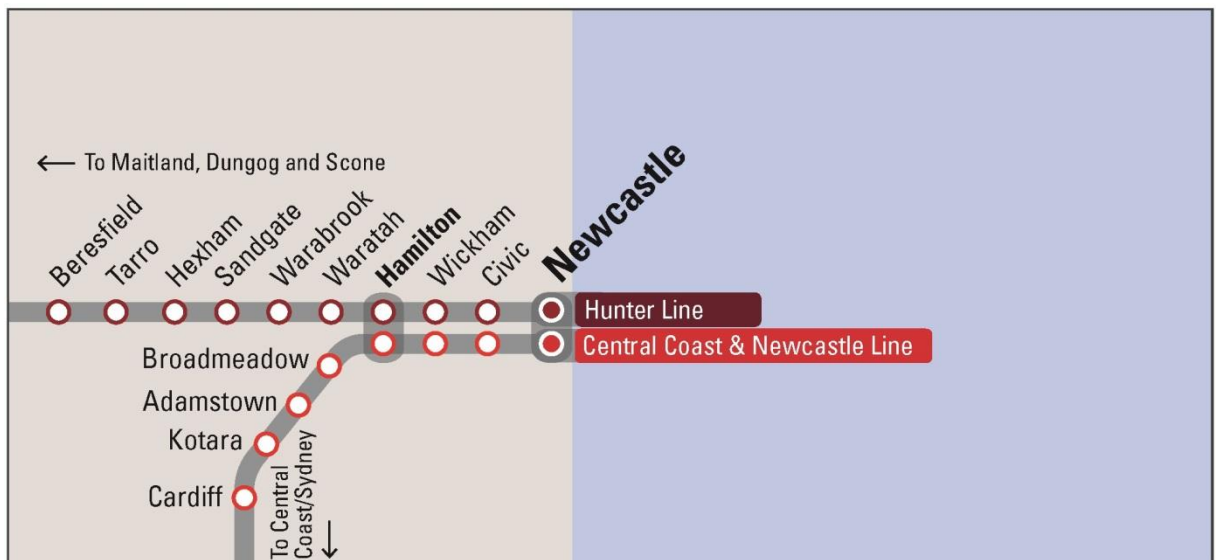 ← To Maitland, Dungog and Scone
Beresfield
Tarro
Hexham
Sandgate
Warabrook
Waratah
Hamilton
Wickham
Civic
Newcastle
Hunter Line
Central Coast & Newcastle Line
Broadmeadow
Adamstown
Kotara
Cardiff
To Central
Coast/Sydney
←